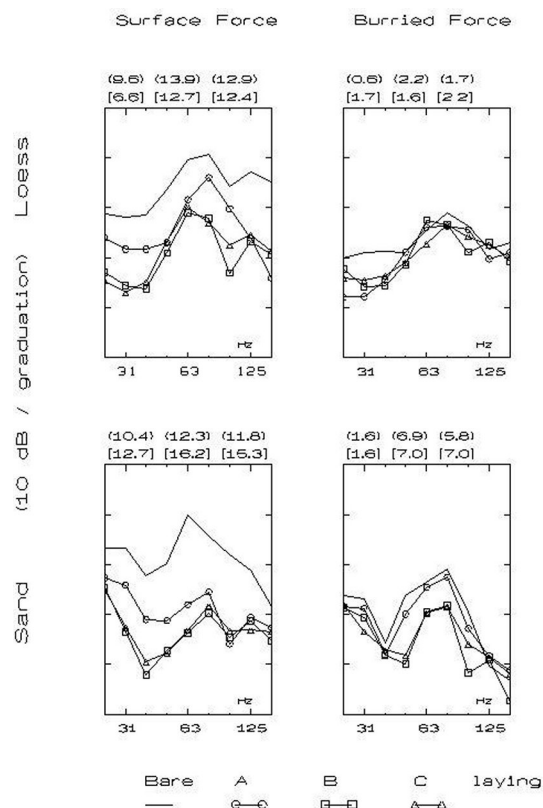 Surface Force Burried Force
(9.6) (13.9) (12.9) (0.6) (2.2) (1.7)
[6.6] [12.7] [12.4] [1.7] [1.6] [2 2]
Loess
Hz Hz
31 63 125 31 63 125
(10 dB / graduation)
(10.4) (12.3) (11.8) (1.6) (6.9) (5.8)
[12.7] [16.2] [15.3] [1.6] [7.0] [7.0]
Sand
Hz Hz
31 63 125 31 63 125
Bare A B C laying